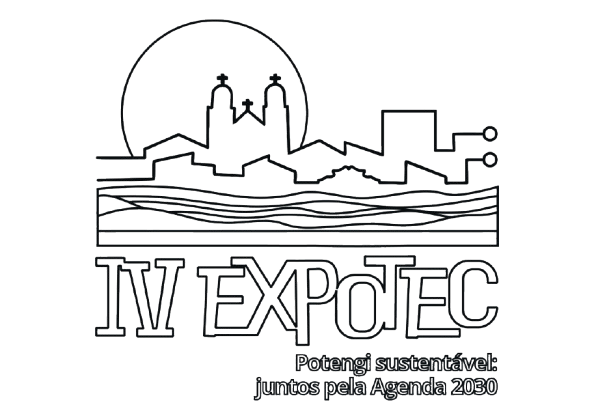 IV EXPOTEC
Potengi sustentável:
juntos pela Agenda 2030